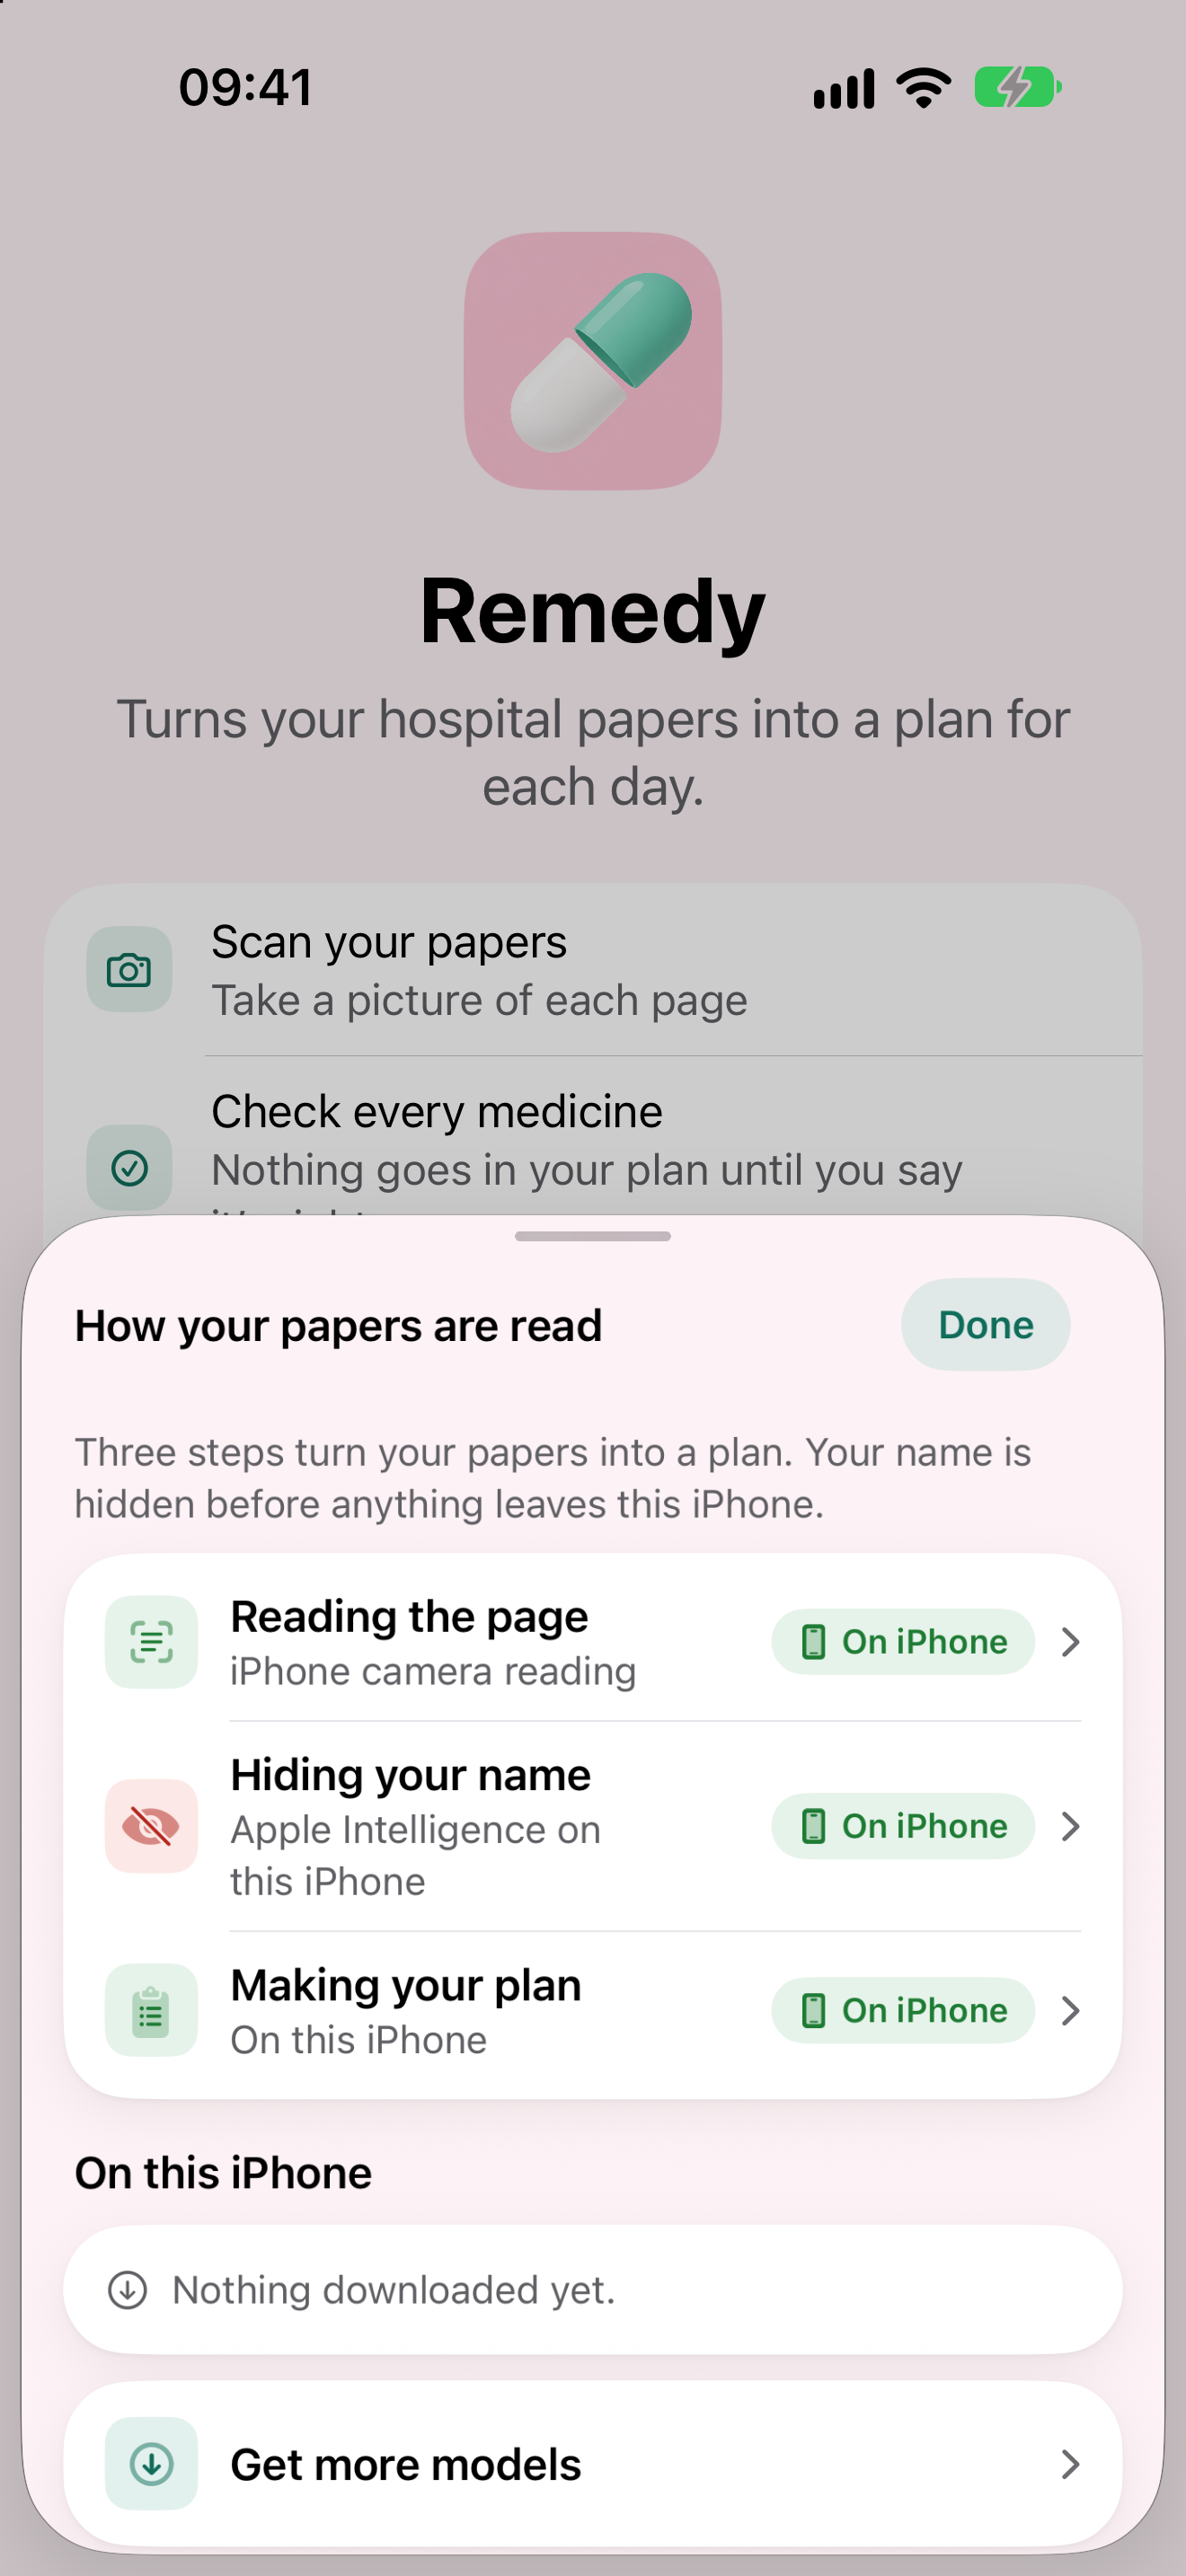 09:41
Remedy
Turns your hospital papers into a plan for
each day.
Scan your papers
Take a picture of each page
Check every medicine
Nothing goes in your plan until you say
How your papers are read
Done
Three steps turn your papers into a plan. Your name is
hidden before anything leaves this iPhone.
Reading the page
iPhone camera reading
On iPhone
Hiding your name
Apple Intelligence on
this iPhone
On iPhone
Making your plan
On this iPhone
On iPhone
On this iPhone
Nothing downloaded yet.
Get more models